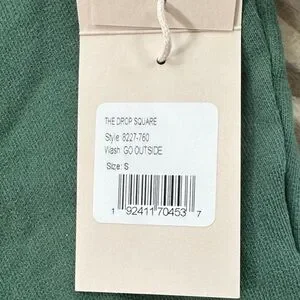 THE DROP SQUARE
Style: 8227-760
Wash: GO OUTSIDE
Size: S
1 92411 70453 7